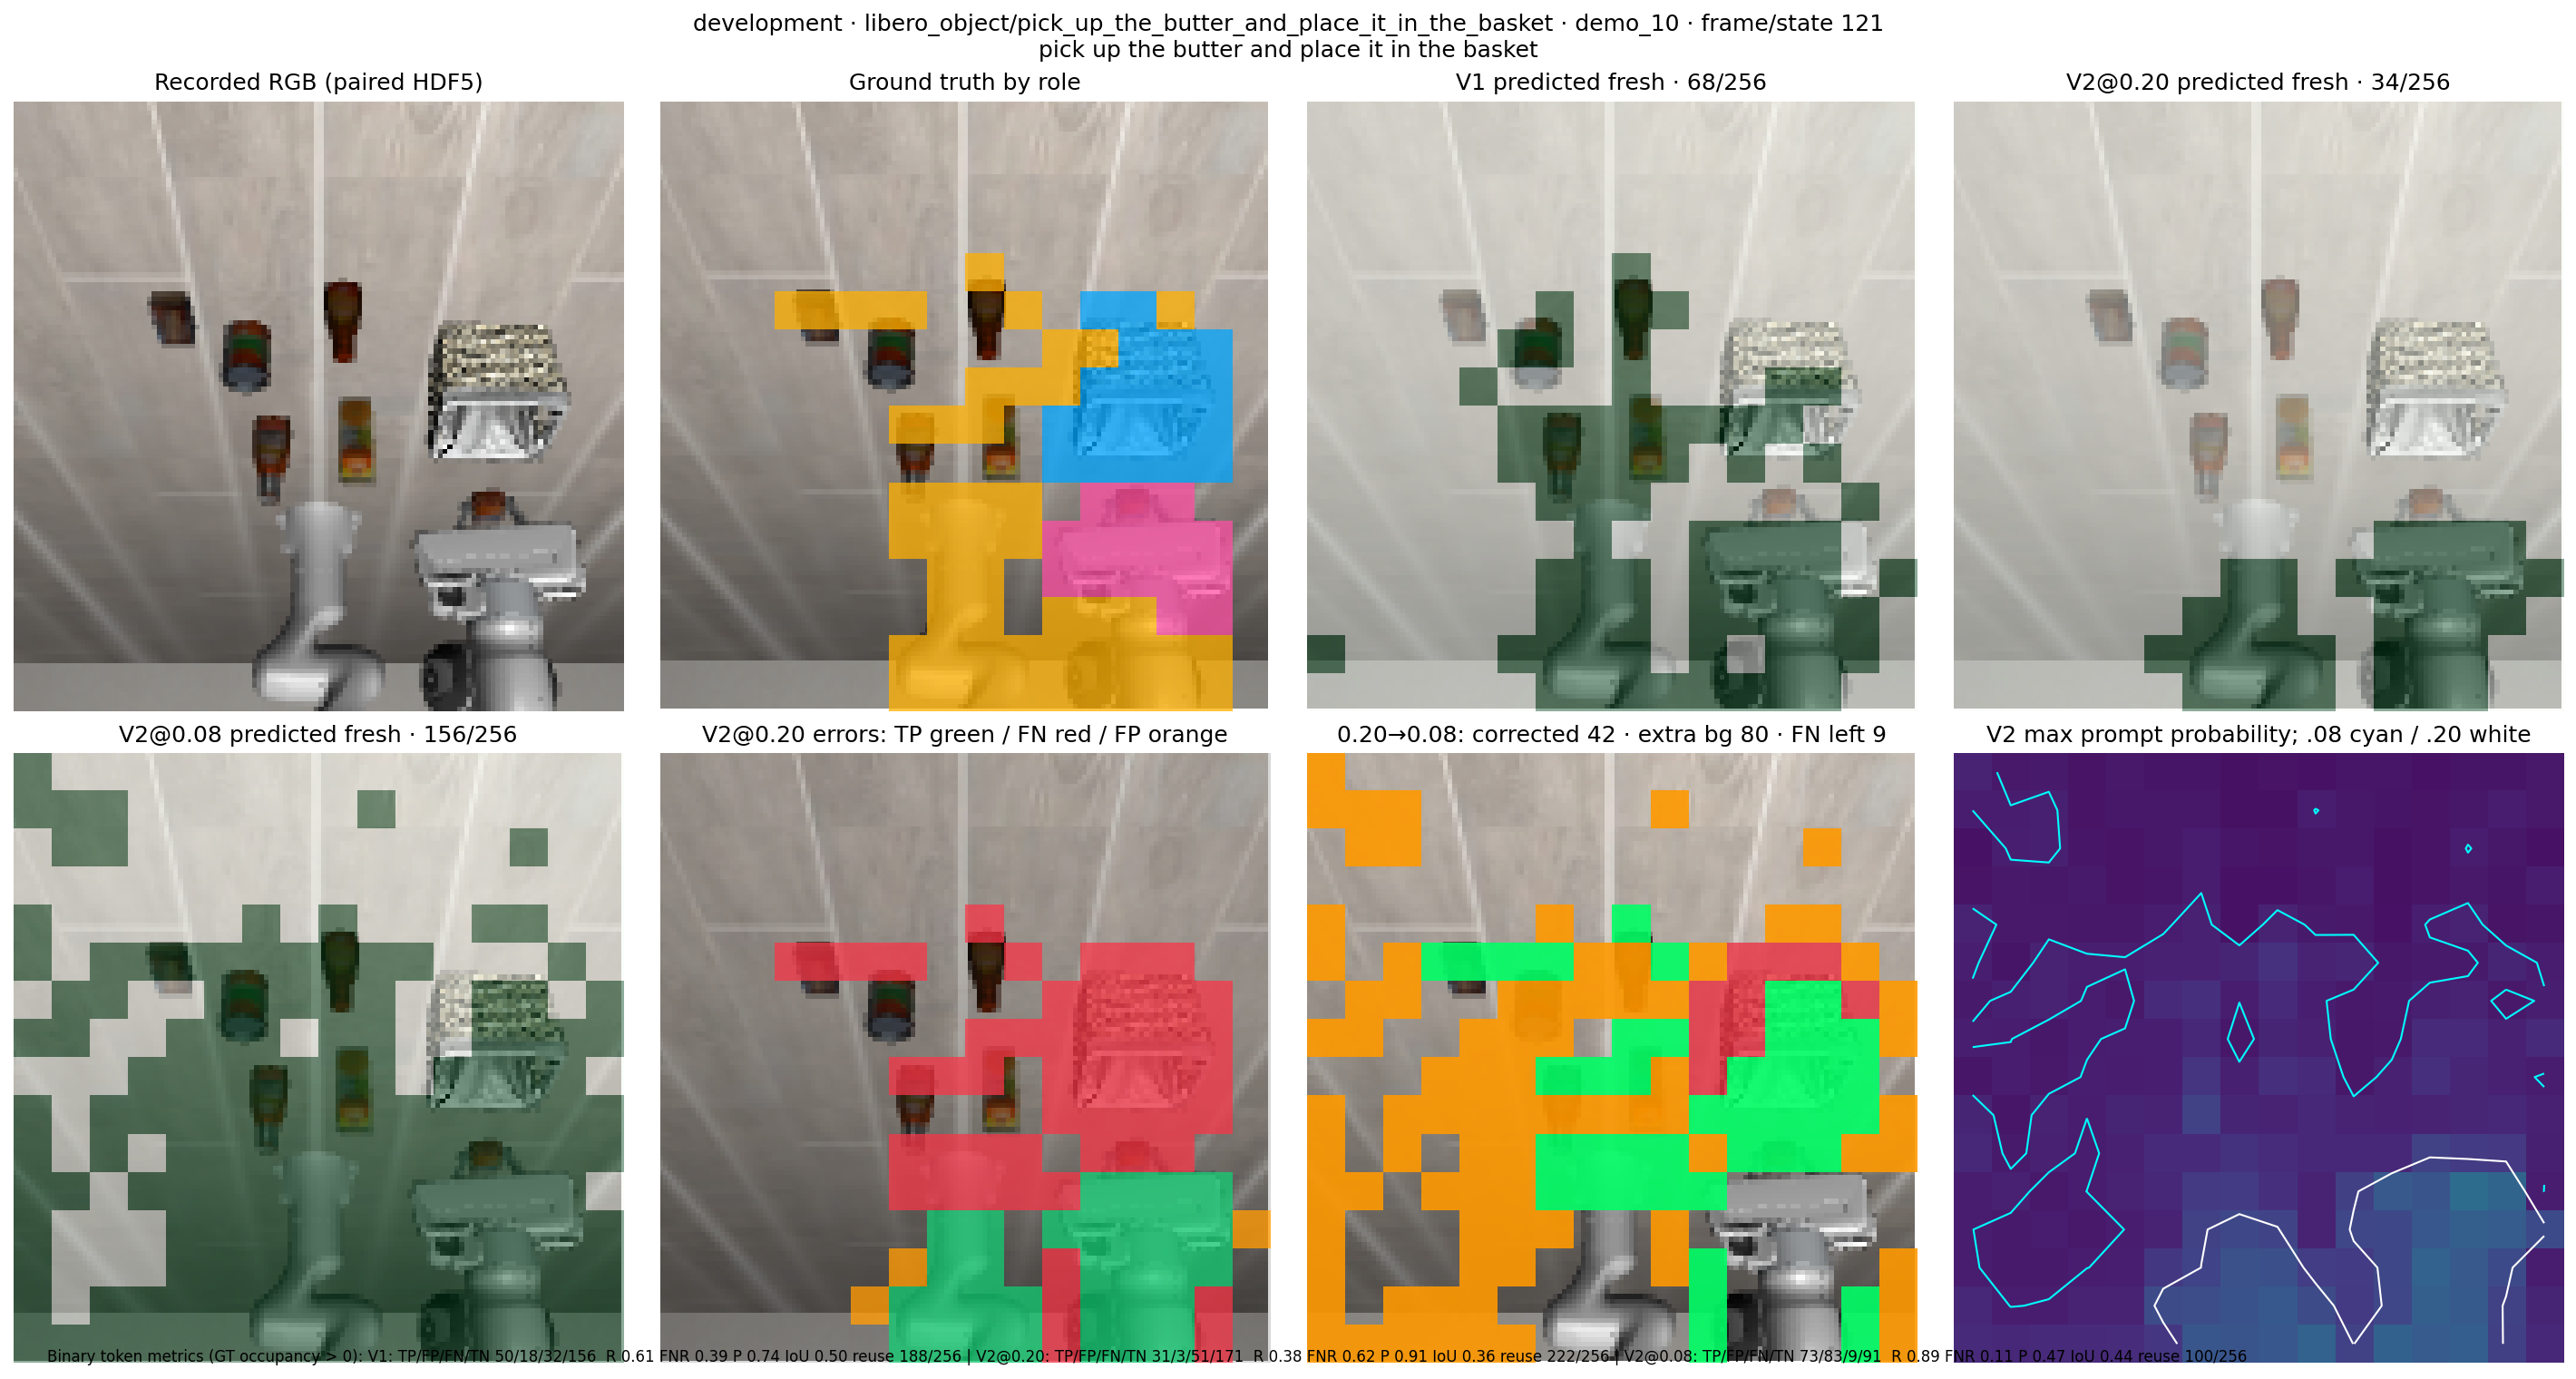 development · libero_object/pick_up_the_butter_and_place_it_in_the_basket · demo_10 · frame/state 121
pick up the butter and place it in the basket
Recorded RGB (paired HDF5)
Ground truth by role
V1 predicted fresh · 68/256
V2@0.20 predicted fresh · 34/256
V2@0.08 predicted fresh · 156/256
V2@0.20 errors: TP green / FN red / FP orange
0.20→0.08: corrected 42 · extra bg 80 · FN left 9
V2 max prompt probability; .08 cyan / .20 white
Binary token metrics (GT occupancy > 0): V1: TP/FP/FN/TN 50/18/32/156 R 0.61 FNR 0.39 P 0.74 IoU 0.50 reuse 188/256 | V2@0.20: TP/FP/FN/TN 31/3/51/171 R 0.38 FNR 0.62 P 0.91 IoU 0.36 reuse 222/256 | V2@0.08: TP/FP/FN/TN 73/83/9/91 R 0.89 FNR 0.11 P 0.47 IoU 0.44 reuse 100/256